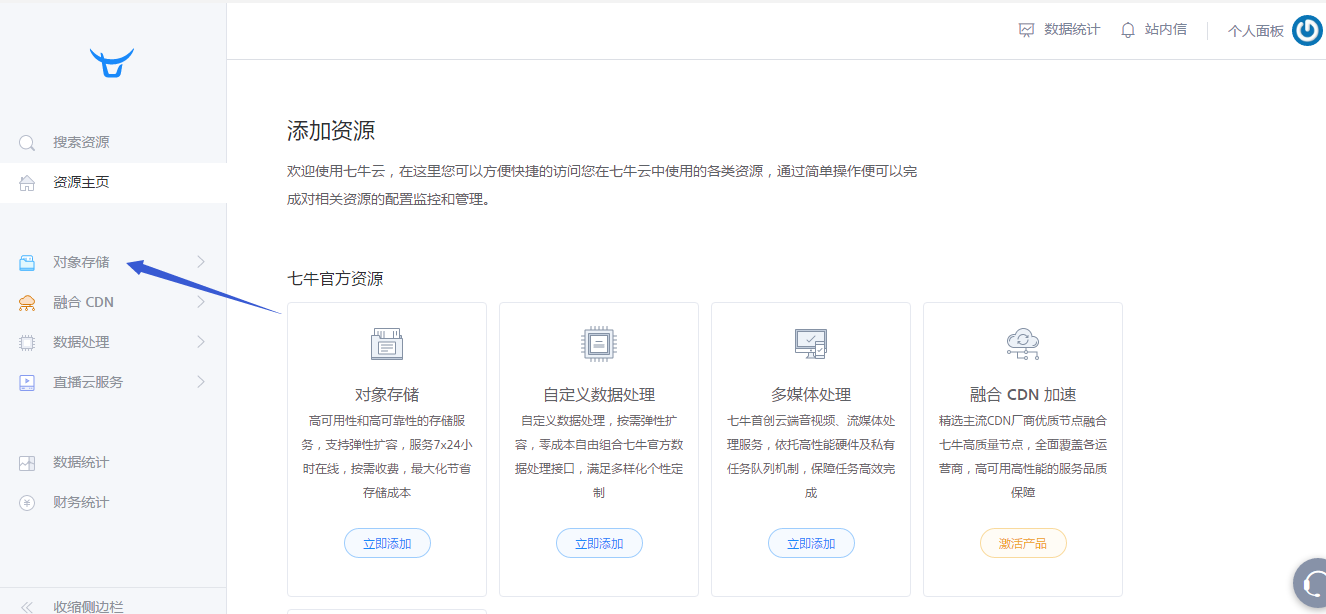 数据统计
站内信
个人面板
搜索资源
资源主页
对象存储
融合 CDN
数据处理
直播云服务
数据统计
财务统计
收缩侧边栏
添加资源
欢迎使用七牛云，在这里您可以方便快捷的访问您在七牛云中使用的各类资源，通过简单操作便可以完
成对相关资源的配置监控和管理。
七牛官方资源
对象存储
高可用性和高可靠性的存储服
务，支持弹性扩容，服务7x24小
时在线，按需收费，最大化节省
存储成本
立即添加
自定义数据处理
自定义数据处理，按需弹性扩
容，零成本自由组合七牛官方数
据处理接口，满足多样化个性定
制
立即添加
多媒体处理
七牛首创云端音视频、流媒体处
理服务，依托高性能硬件及私有
任务队列机制，保障任务高效完
成
立即添加
融合 CDN 加速
精选主流CDN厂商优质节点融合
七牛高质量节点，全面覆盖各运
营商，高可用高性能的服务品质
保障
激活产品